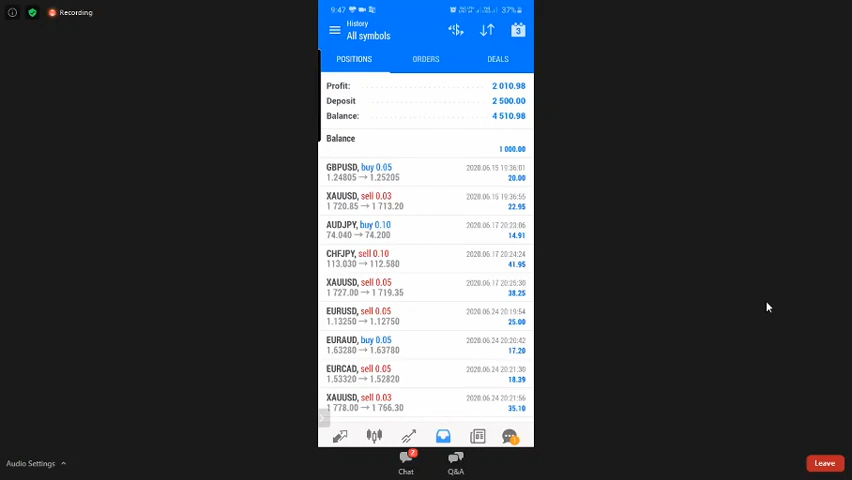 Recording
9:47
37%
History
All symbols
3
POSITIONS ORDERS DEALS
Profit: 2 010.98
Deposit 2 500.00
Balance: 4 510.98
Balance
1 000.00
GBPUSD, buy 0.05 2020.06.15 19:36:01
1.24805 → 1.25205 20.00
XAUUSD, sell 0.03 2020.06.15 19:36:55
1 720.85 → 1 713.20 22.95
AUDJPY, buy 0.10 2020.06.17 20:23:06
74.040 → 74.200 14.91
CHFJPY, sell 0.10 2020.06.17 20:24:24
113.030 → 112.580 41.95
XAUUSD, sell 0.05 2020.06.17 20:25:30
1 727.00 → 1 719.35 38.25
EURUSD, sell 0.05 2020.06.24 20:19:54
1.13250 → 1.12750 25.00
EURAUD, buy 0.05 2020.06.24 20:20:42
1.63280 → 1.63780 17.20
EURCAD, sell 0.05 2020.06.24 20:21:30
1.53320 → 1.52820 18.39
XAUUSD, sell 0.03 2020.06.24 20:21:56
1 778.00 → 1 766.30 35.10
2
Audio Settings Chat Q&A Leave